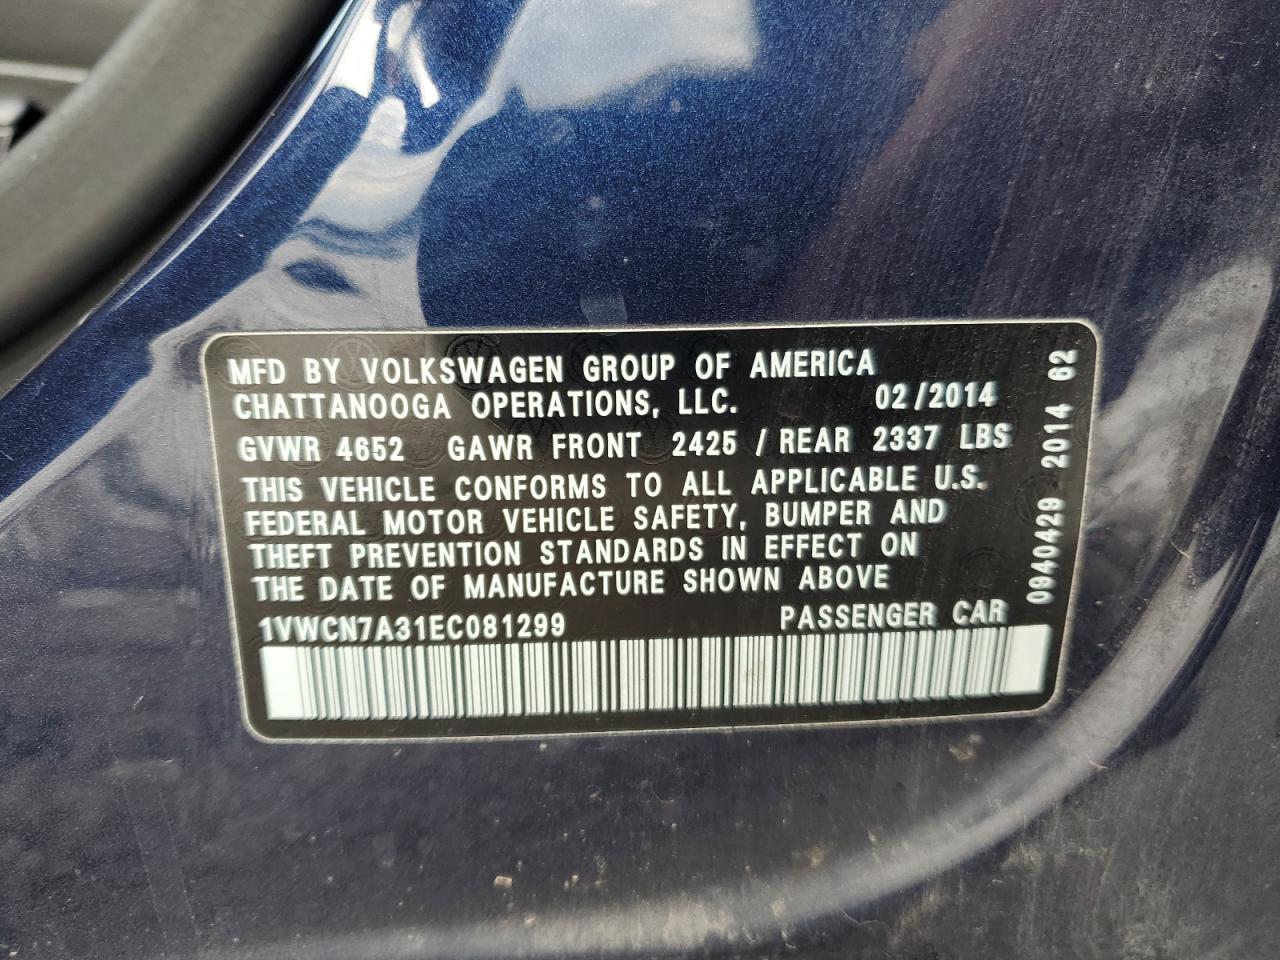 MFD BY VOLKSWAGEN GROUP OF AMERICA
CHATTANOOGA OPERATIONS, LLC. 02/2014
GVWR 4652 GAWR FRONT 2425 / REAR 2337 LBS
THIS VEHICLE CONFORMS TO ALL APPLICABLE U.S.
FEDERAL MOTOR VEHICLE SAFETY, BUMPER AND
THEFT PREVENTION STANDARDS IN EFFECT ON
THE DATE OF MANUFACTURE SHOWN ABOVE
1VWCN7A31EC081299 PASSENGER CAR
0940429 2014 62